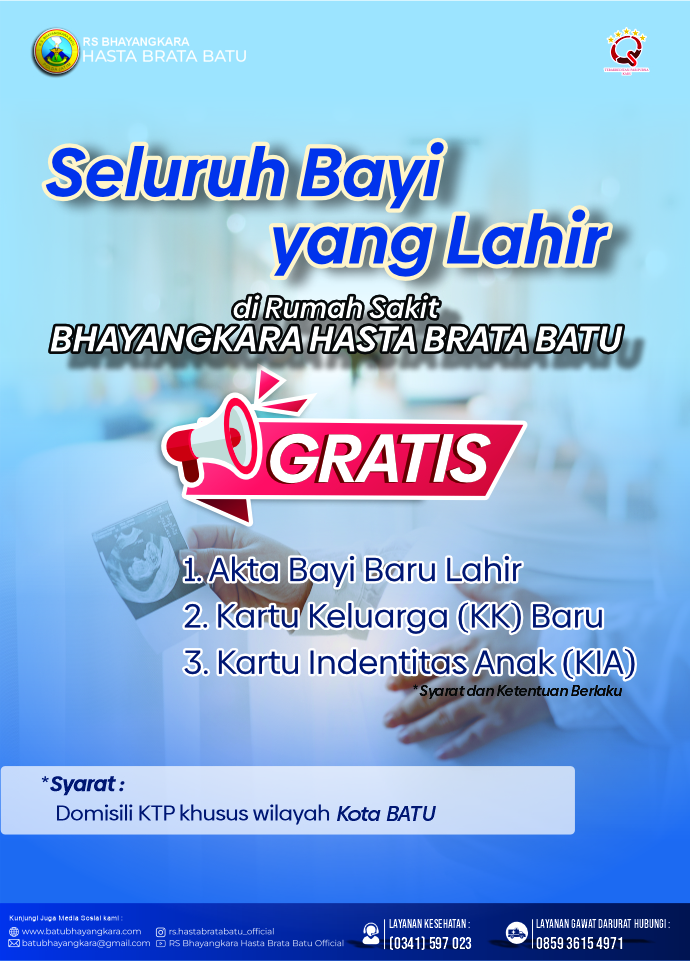 RS BHAYANGKARA
HASTA BRATA BATU
Seluruh Bayi
yang Lahir
di Rumah Sakit
BHAYANGKARA HASTA BRATA BATU
GRATIS
1. Akta Bayi Baru Lahir
2. Kartu Keluarga (KK) Baru
3. Kartu Indentitas Anak (KIA)
*Syarat dan Ketentuan Berlaku
*Syarat :
Domisili KTP khusus wilayah Kota BATU
Kunjungi Juga Media Sosial kami :
www.batubhayangkara.com
rs.hastabratabatu_official
batubhayangkara@gmail.com
RS Bhayangkara Hasta Brata Batu Official
LAYANAN KESEHATAN :
(0341) 597 023
LAYANAN GAWAT DARURAT HUBUNGI :
0859 3615 4971